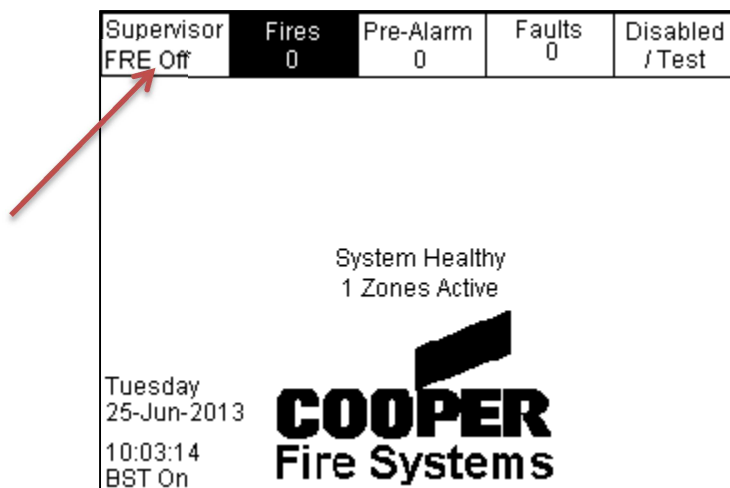 Supervisor
FRE Off
Fires
0
Pre-Alarm
0
Faults
0
Disabled
/ Test
System Healthy
1 Zones Active
Tuesday
25-Jun-2013
10:03:14
BST On
COOPER
Fire Systems